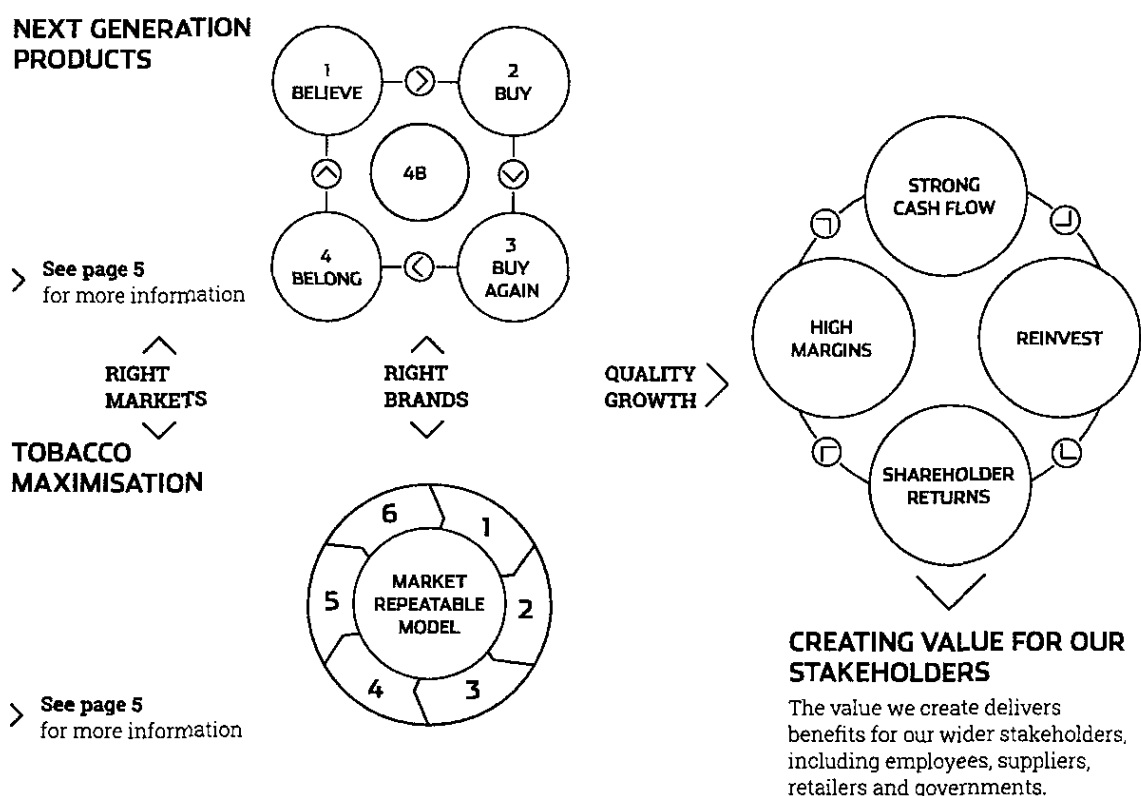 NEXT GENERATION
PRODUCTS
1
BELIEVE
2
BUY
4B
4
BELONG
3
BUY
AGAIN
See page 5
for more information
RIGHT
MARKETS
RIGHT
BRANDS
QUALITY
GROWTH
TOBACCO
MAXIMISATION
6
1
5
2
4
3
MARKET
REPEATABLE
MODEL
See page 5
for more information
STRONG
CASH FLOW
HIGH
MARGINS
REINVEST
SHAREHOLDER
RETURNS
CREATING VALUE FOR OUR
STAKEHOLDERS
The value we create delivers
benefits for our wider stakeholders,
including employees, suppliers,
retailers and governments.